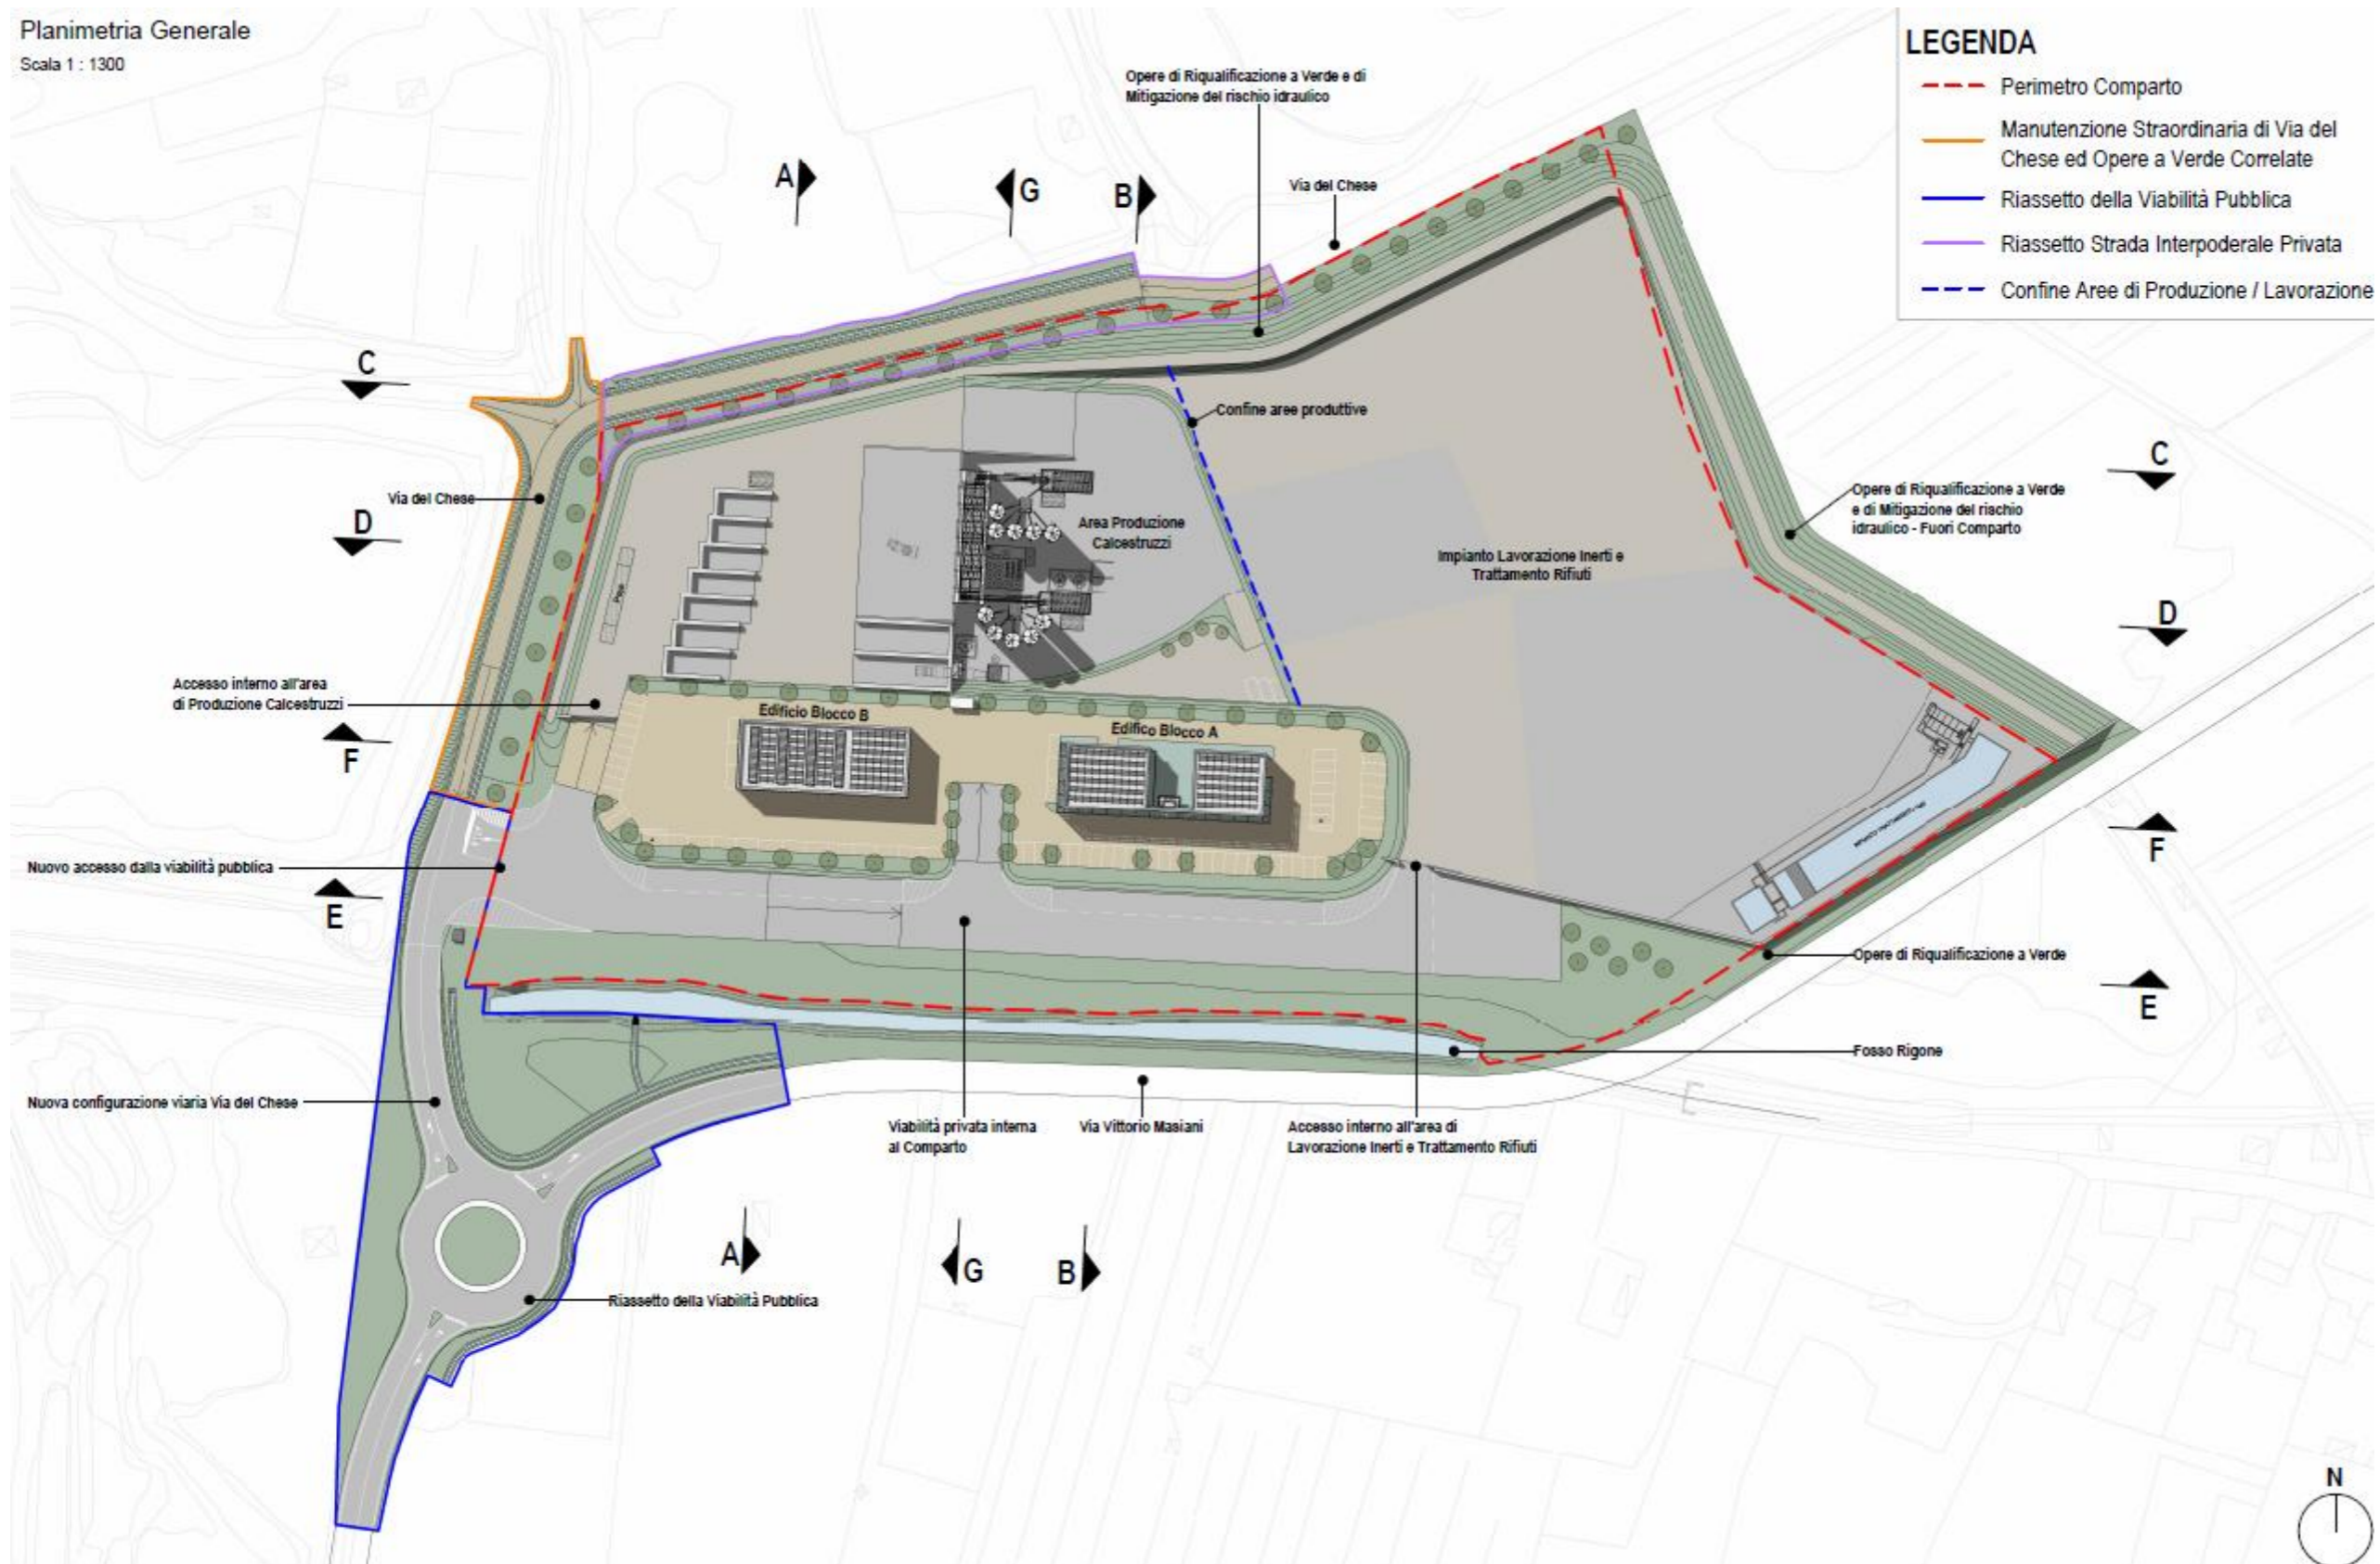 Planimetria Generale
Scala 1 : 1300
LEGENDA
Perimetro Comparto
Manutenzione Straordinaria di Via del
Chese ed Opere a Verde Correlate
Riassetto della Viabilità Pubblica
Riassetto Strada Interpoderale Privata
Confine Aree di Produzione / Lavorazione
Opere di Riqualificazione a Verde e di
Mitigazione del rischio idraulico
A
G
B
Via del Chese
C
Confine aree produttive
Via del Chese
D
Area Produzione
Calcestruzzi
Impianto Lavorazione Inerti e
Trattamento Rifiuti
C
Opere di Riqualificazione a Verde
e di Mitigazione del rischio
idraulico - Fuori Comparto
D
Pesa
Accesso interno all'area
di Produzione Calcestruzzi
F
Edificio Blocco B
Edifico Blocco A
F
Nuovo accesso dalla viabilità pubblica
E
Opere di Riqualificazione a Verde
E
Fosso Rigone
Nuova configurazione viaria Via del Chese
Viabilità privata interna
al Comparto
Via Vittorio Masiani
Accesso interno all'area di
Lavorazione Inerti e Trattamento Rifiuti
A
G
B
Riassetto della Viabilità Pubblica
N